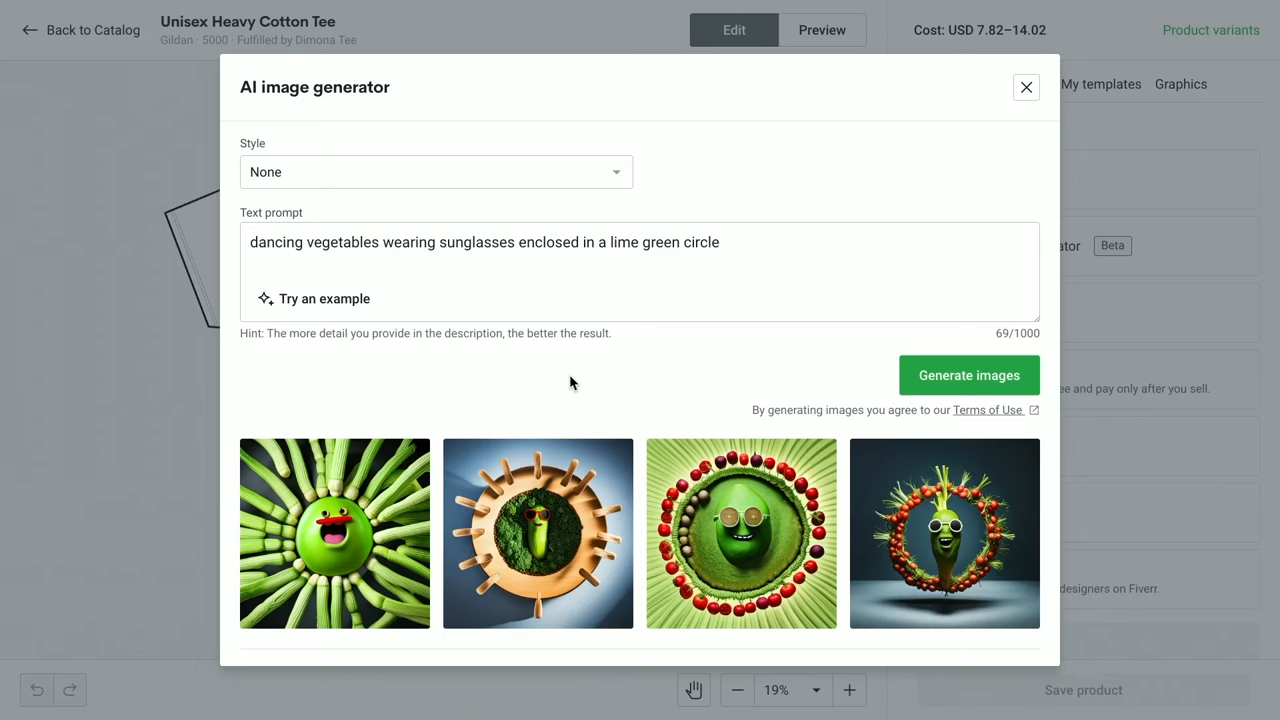 Back to Catalog
Unisex Heavy Cotton Tee
Gildan · 5000 · Fulfilled by Dimona Tee
Edit
Preview
Cost: USD 7.82–14.02
Product variants
My templates
Graphics
AI image generator
Style
None
Text prompt
dancing vegetables wearing sunglasses enclosed in a lime green circle
Try an example
Hint: The more detail you provide in the description, the better the result.
69/1000
Generate images
By generating images you agree to our Terms of Use
ator
Beta
ee and pay only after you sell.
designers on Fiverr.
19%
Save product